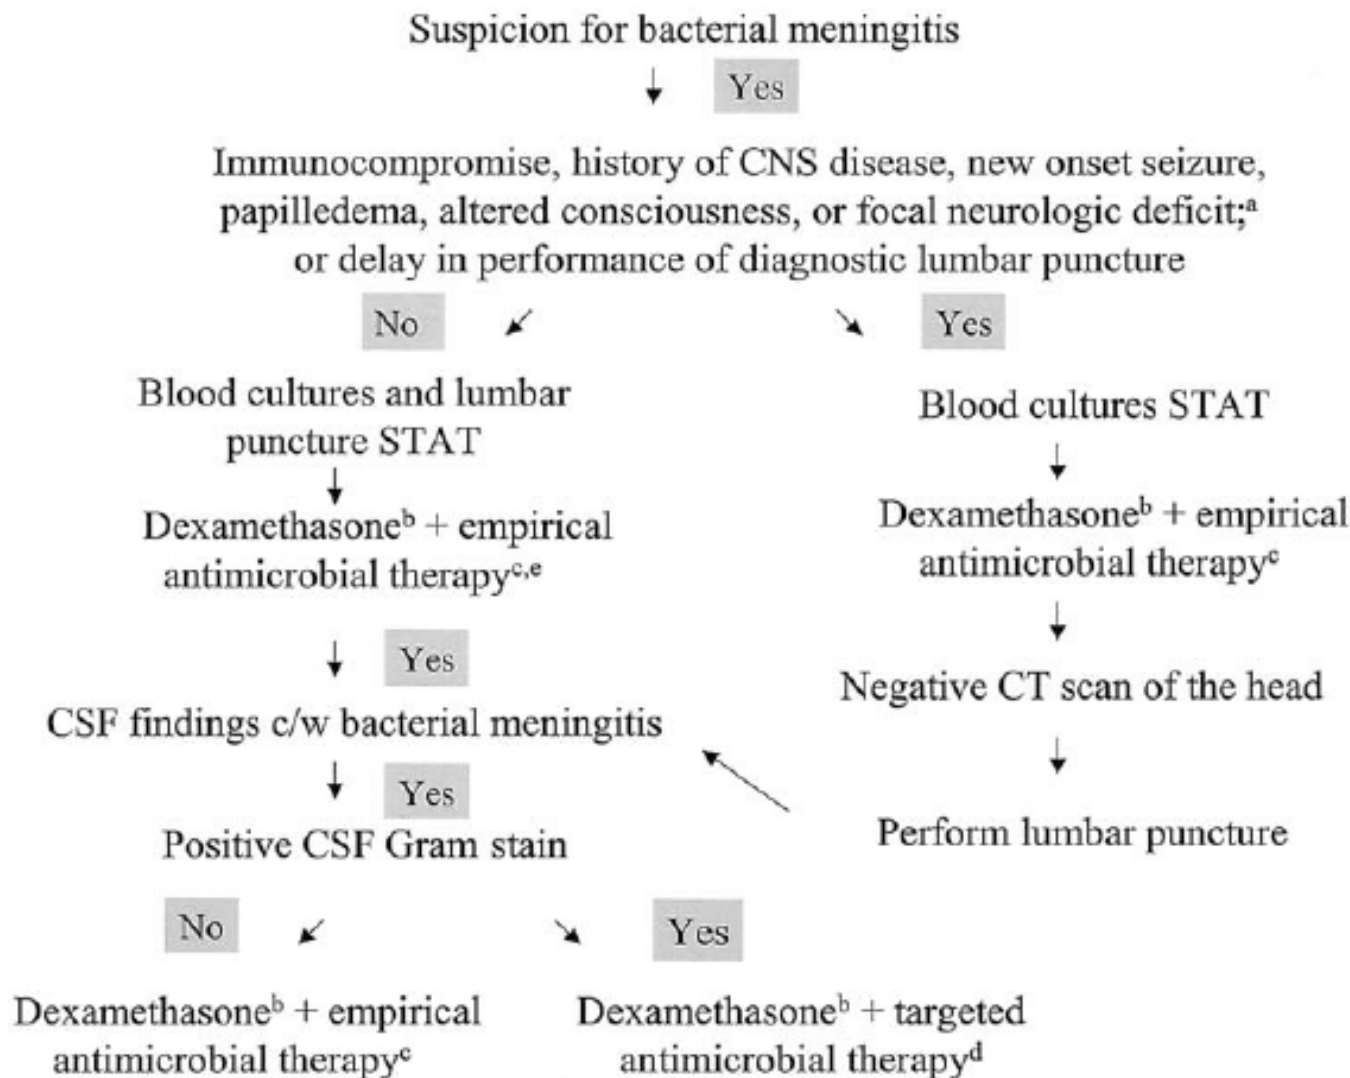 Suspicion for bacterial meningitis
Yes
Immunocompromise, history of CNS disease, new onset seizure,
papilledema, altered consciousness, or focal neurologic deficit;ᵃ
or delay in performance of diagnostic lumbar puncture
No
Yes
Blood cultures and lumbar
puncture STAT
Blood cultures STAT
Dexamethasoneᵇ + empirical
antimicrobial therapyᶜ,ᵉ
Dexamethasoneᵇ + empirical
antimicrobial therapyᶜ
Yes
Negative CT scan of the head
CSF findings c/w bacterial meningitis
Yes
Perform lumbar puncture
Positive CSF Gram stain
No
Yes
Dexamethasoneᵇ + empirical
antimicrobial therapyᶜ
Dexamethasoneᵇ + targeted
antimicrobial therapyᵈ